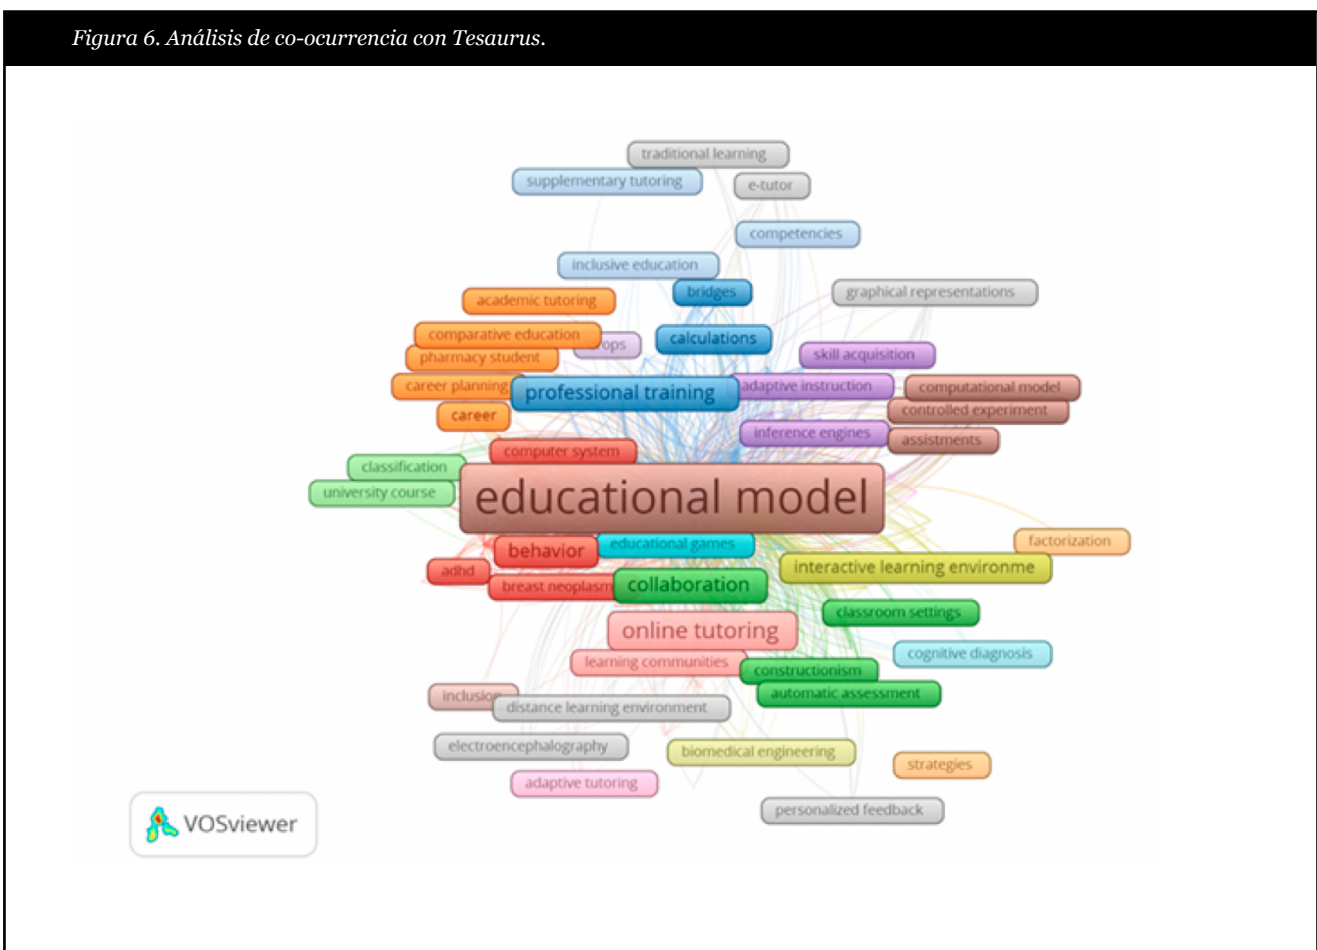 Figura 6. Análisis de co-ocurrencia con Tesaurus.
traditional learning
supplementary tutoring
e-tutor
competencies
inclusive education
bridges
graphical representations
academic tutoring
comparative education
calculations
pharmacy student
skill acquisition
career planning
professional training
adaptive instruction
computational model
career
controlled experiment
inference engines
assistments
computer system
classification
university course
educational model
behavior
educational games
factorization
adhd
interactive learning environme
breast neoplasm
collaboration
classroom settings
online tutoring
learning communities
cognitive diagnosis
constructionism
inclusion
automatic assessment
distance learning environment
electroencephalography
biomedical engineering
strategies
adaptive tutoring
personalized feedback
VOSviewer